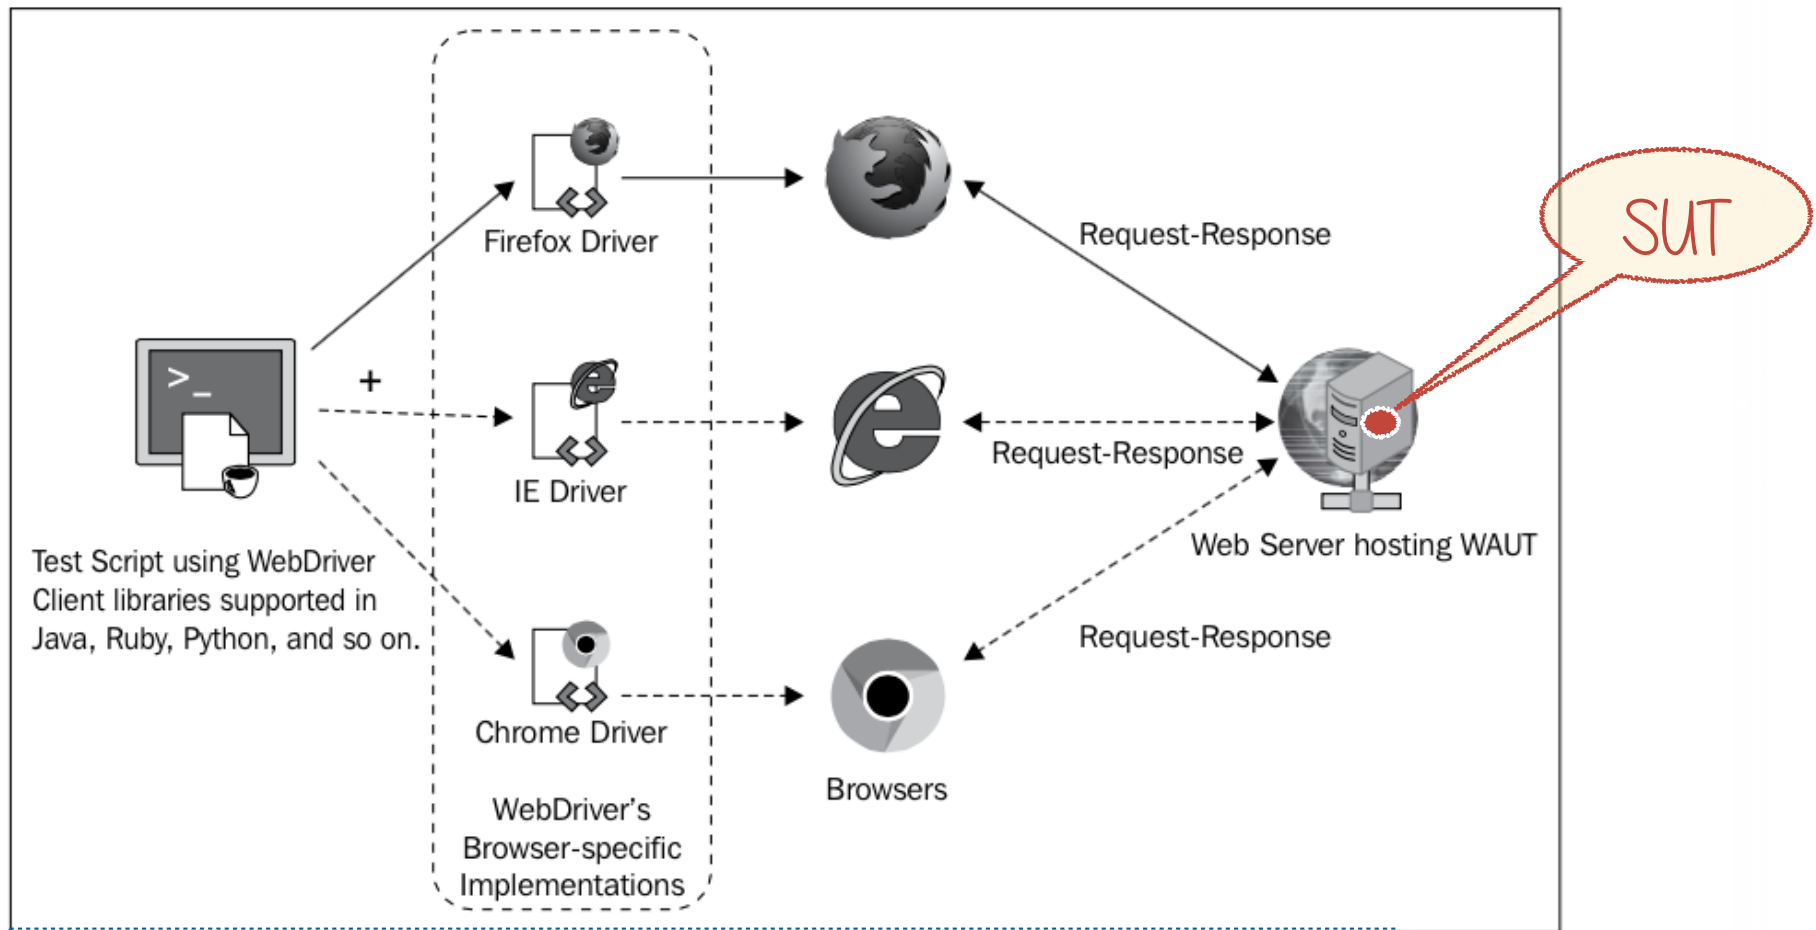 Firefox Driver
Request-Response
SUT
>_
+
IE Driver
Request-Response
Web Server hosting WAUT
Test Script using WebDriver
Client libraries supported in
Java, Ruby, Python, and so on.
Request-Response
Chrome Driver
Browsers
WebDriver's
Browser-specific
Implementations